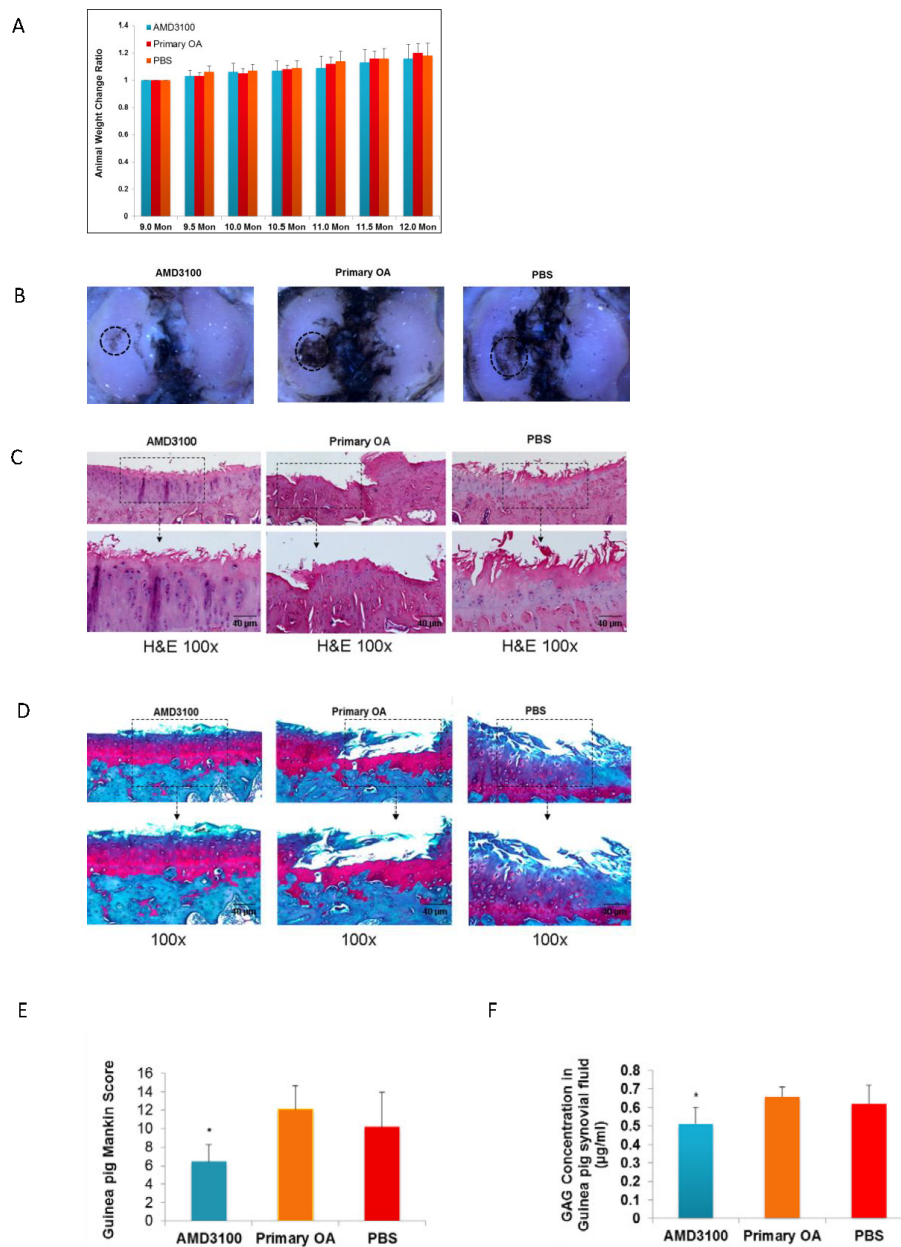 A
AMD3100
Primary OA
PBS
Animal Weight Change Ratio
1.4
1.2
1
0.8
0.6
0.4
0.2
0
9.0 Mon 9.5 Mon 10.0 Mon 10.5 Mon 11.0 Mon 11.5 Mon 12.0 Mon
B
AMD3100 Primary OA PBS
C
AMD3100 Primary OA PBS
40 µm 40 µm 40 µm
H&E 100x H&E 100x H&E 100x
D
AMD3100 Primary OA PBS
40 µm 40 µm 40 µm
100x 100x 100x
E
Guinea pig Mankin Score
16
14
12
10
8
6
4
2
0
*
AMD3100 Primary OA PBS
F
GAG Concentration in
Guinea pig synovial fluid
(µg/ml)
0.8
0.7
0.6
0.5
0.4
0.3
0.2
0.1
0
*
AMD3100 Primary OA PBS